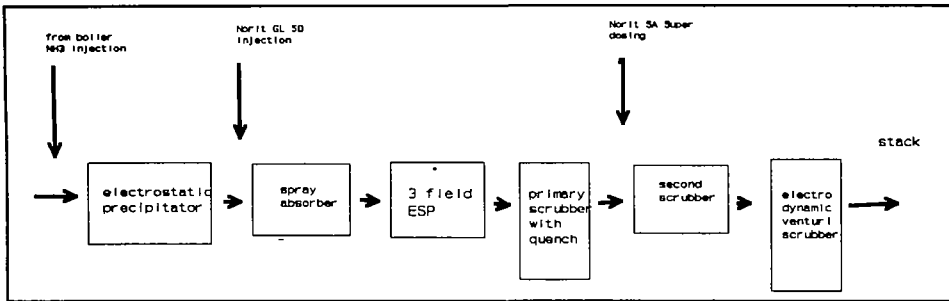 from boiler
NH3 injection
Norit GL 50
injection
Norit SA Super
dosing
stack
electrostatic
precipitator
spray
absorber
3 field
ESP
primary
scrubber
with
quench
second
scrubber
electro
dynamic
venturi
scrubber